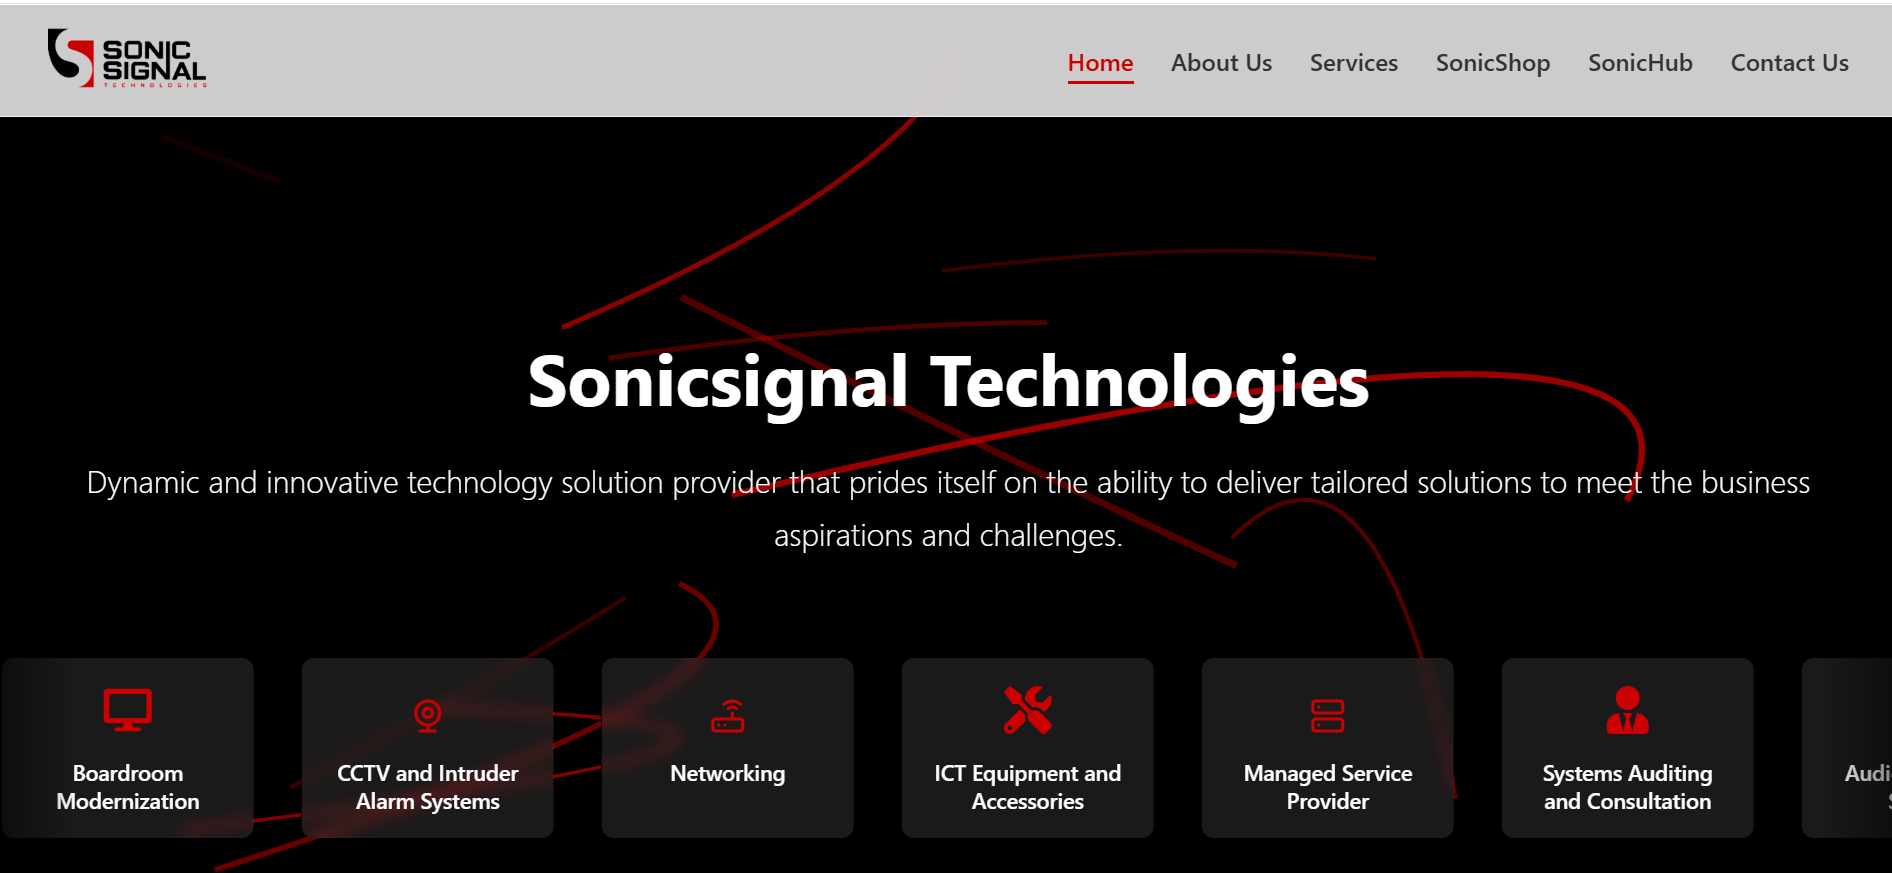 SONIC
SIGNAL
TECHNOLOGIES
Home About Us Services SonicShop SonicHub Contact Us
Sonicsignal Technologies
Dynamic and innovative technology solution provider that prides itself on the ability to deliver tailored solutions to meet the business
aspirations and challenges.
Boardroom
Modernization
CCTV and Intruder
Alarm Systems
Networking
ICT Equipment and
Accessories
Managed Service
Provider
Systems Auditing
and Consultation